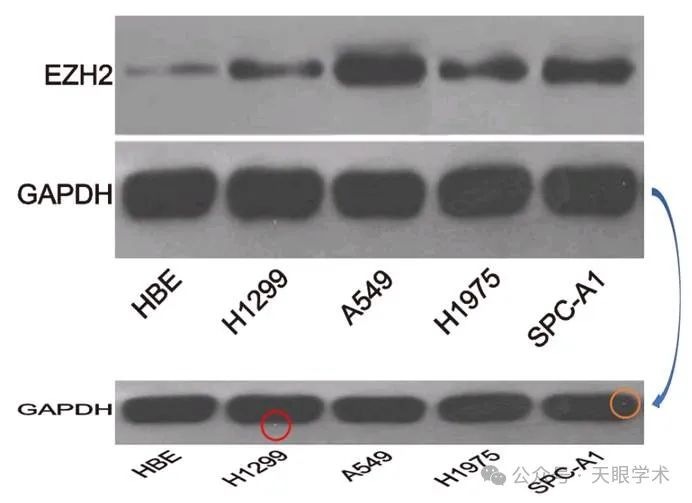 EZH2
GAPDH
HBE
H1299
A549
H1975
SPC-A1
GAPDH
HBE
H1299
A549
H1975
SPC-A1
公众号 · 天眼学术